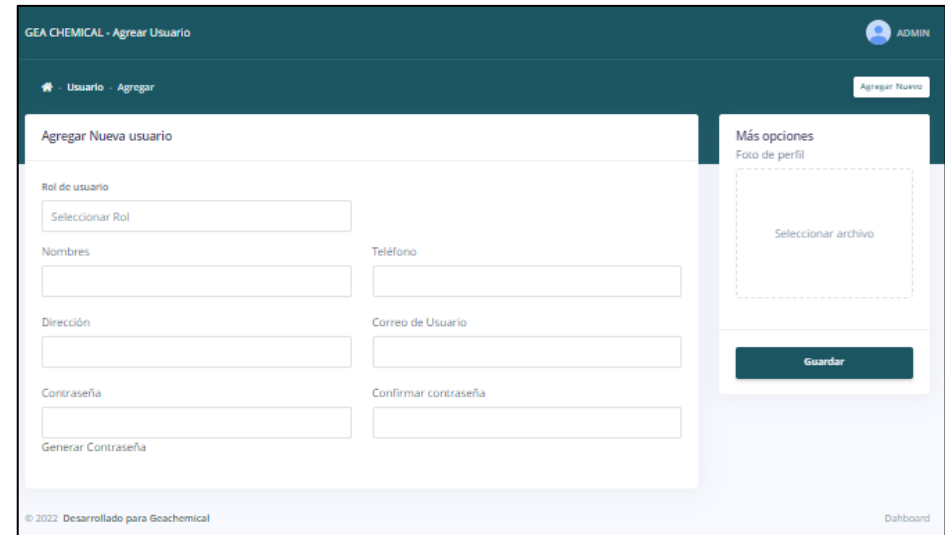 GEA CHEMICAL - Agrear Usuario
ADMIN
- Usuario - Agregar
Agregar Nuevo
Agregar Nueva usuario
Rol de usuario
Seleccionar Rol
Nombres
Teléfono
Dirección
Correo de Usuario
Contraseña
Confirmar contraseña
Generar Contraseña
Más opciones
Foto de perfil
Seleccionar archivo
Guardar
© 2022 Desarrollado para Geachemical
Dahboard